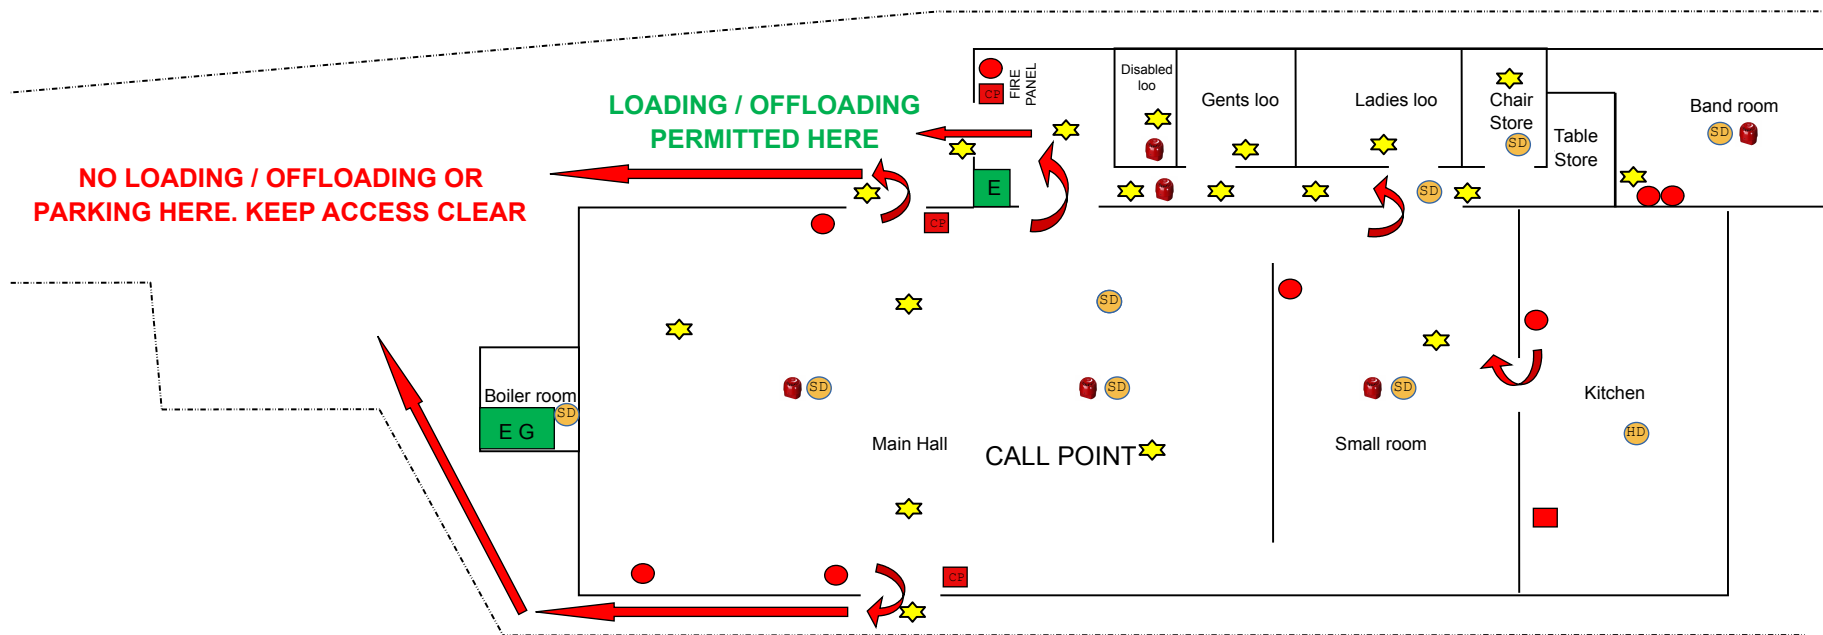 CP
FIRE
PANEL
Disabled
loo
Gents loo
Ladies loo
Chair
Store
SD
Table
Store
Band room
SD
LOADING / OFFLOADING
PERMITTED HERE
NO LOADING / OFFLOADING OR
PARKING HERE. KEEP ACCESS CLEAR
E
SD
CP
SD
Boiler room
SD
E G
SD
SD
SD
Kitchen
HD
Main Hall
CALL POINT
Small room
CP